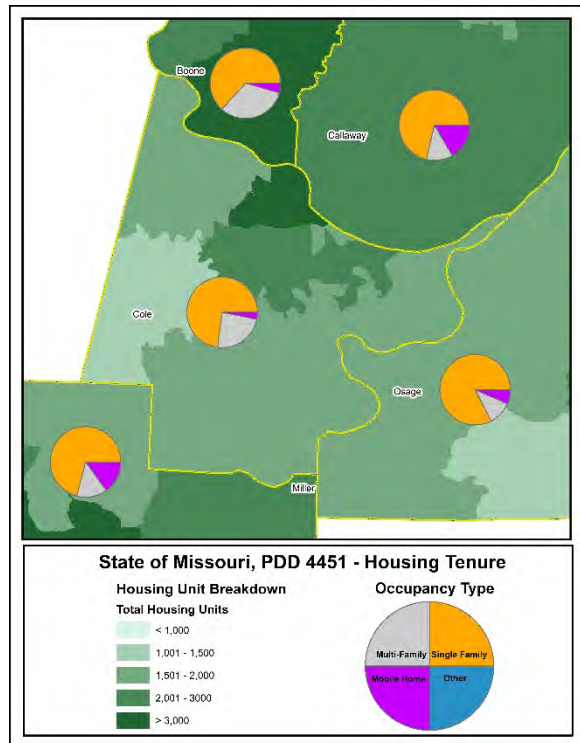 Boone
Callaway
Cole
Osage
Miller
State of Missouri, PDD 4451 - Housing Tenure
Housing Unit Breakdown
Total Housing Units
< 1,000
1,001 - 1,500
1,501 - 2,000
2,001 - 3000
> 3,000
Occupancy Type
Multi-Family Single Family
Mobile Home Other